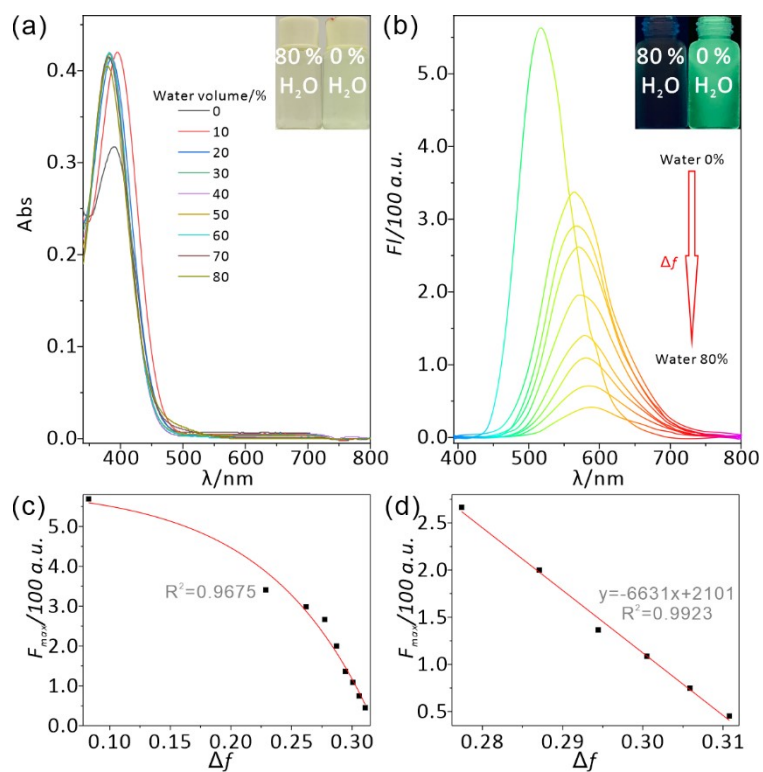 (a)
80 %
H₂O
0 %
H₂O
Water volume/%
0
10
20
30
40
50
60
70
80
Abs
0.4
0.3
0.2
0.1
0.0
400
500
600
700
800
λ/nm
(b)
80 %
H₂O
0 %
H₂O
Water 0%
Δf
Water 80%
FI/100 a.u.
5.0
4.0
3.0
2.0
1.0
0.0
400
500
600
700
800
λ/nm
(c)
R²=0.9675
Fmax/100 a.u.
5.0
4.0
3.0
2.0
1.0
0.0
0.10
0.15
0.20
0.25
0.30
Δf
(d)
y=-6631x+2101
R²=0.9923
Fmax/100 a.u.
2.5
2.0
1.5
1.0
0.5
0.28
0.29
0.30
0.31
Δf